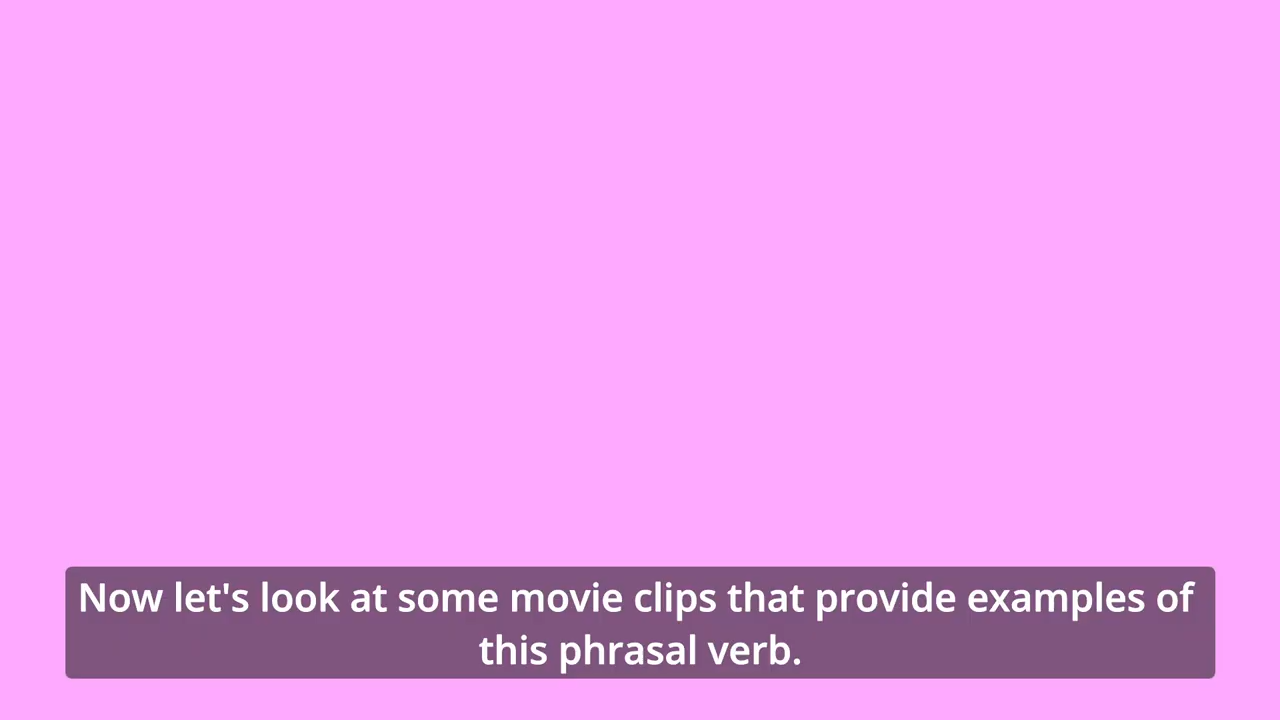 Now let's look at some movie clips that provide examples of
this phrasal verb.